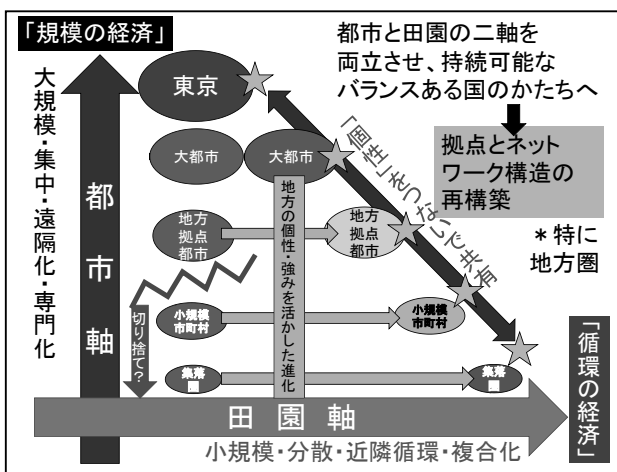 「規模の経済」
大規模・集中・遠隔化・専門化
都市軸
都市と田園の二軸を
両立させ、持続可能な
バランスある国のかたちへ
拠点とネット
ワーク構造の
再構築
＊特に
地方圏
東京
大都市
大都市
「個性」をつないで共有
地方
拠点
都市
地方
拠点
都市
地方の個性・強みを活かした進化
切り捨て？
小規模
市町村
小規模
市町村
集落
圏
集落
圏
田園軸
小規模・分散・近隣循環・複合化
「循環の経済」